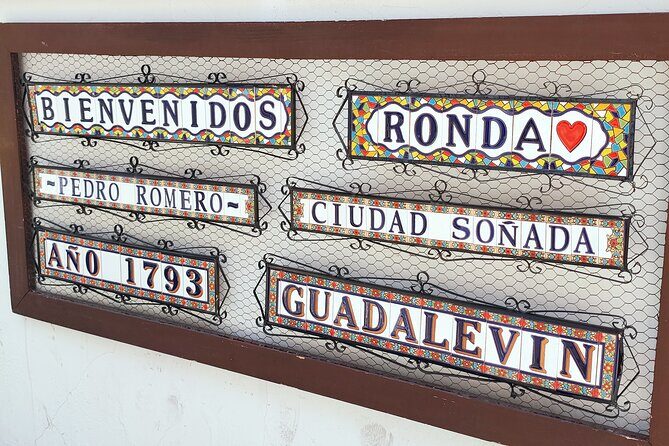 BIENVENIDOS
RONDA
~PEDRO ROMERO~
CIUDAD SOÑADA
AÑO 1793
GUADALEVIN